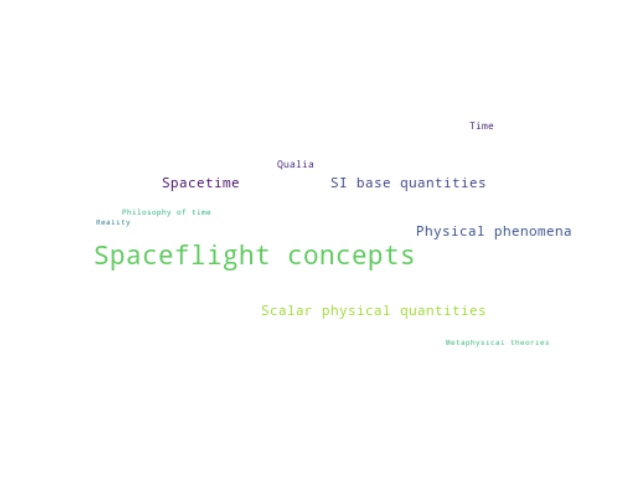 Time
Qualia
Spacetime
SI base quantities
Philosophy of time
Reality
Physical phenomena
Spaceflight concepts
Scalar physical quantities
Metaphysical theories